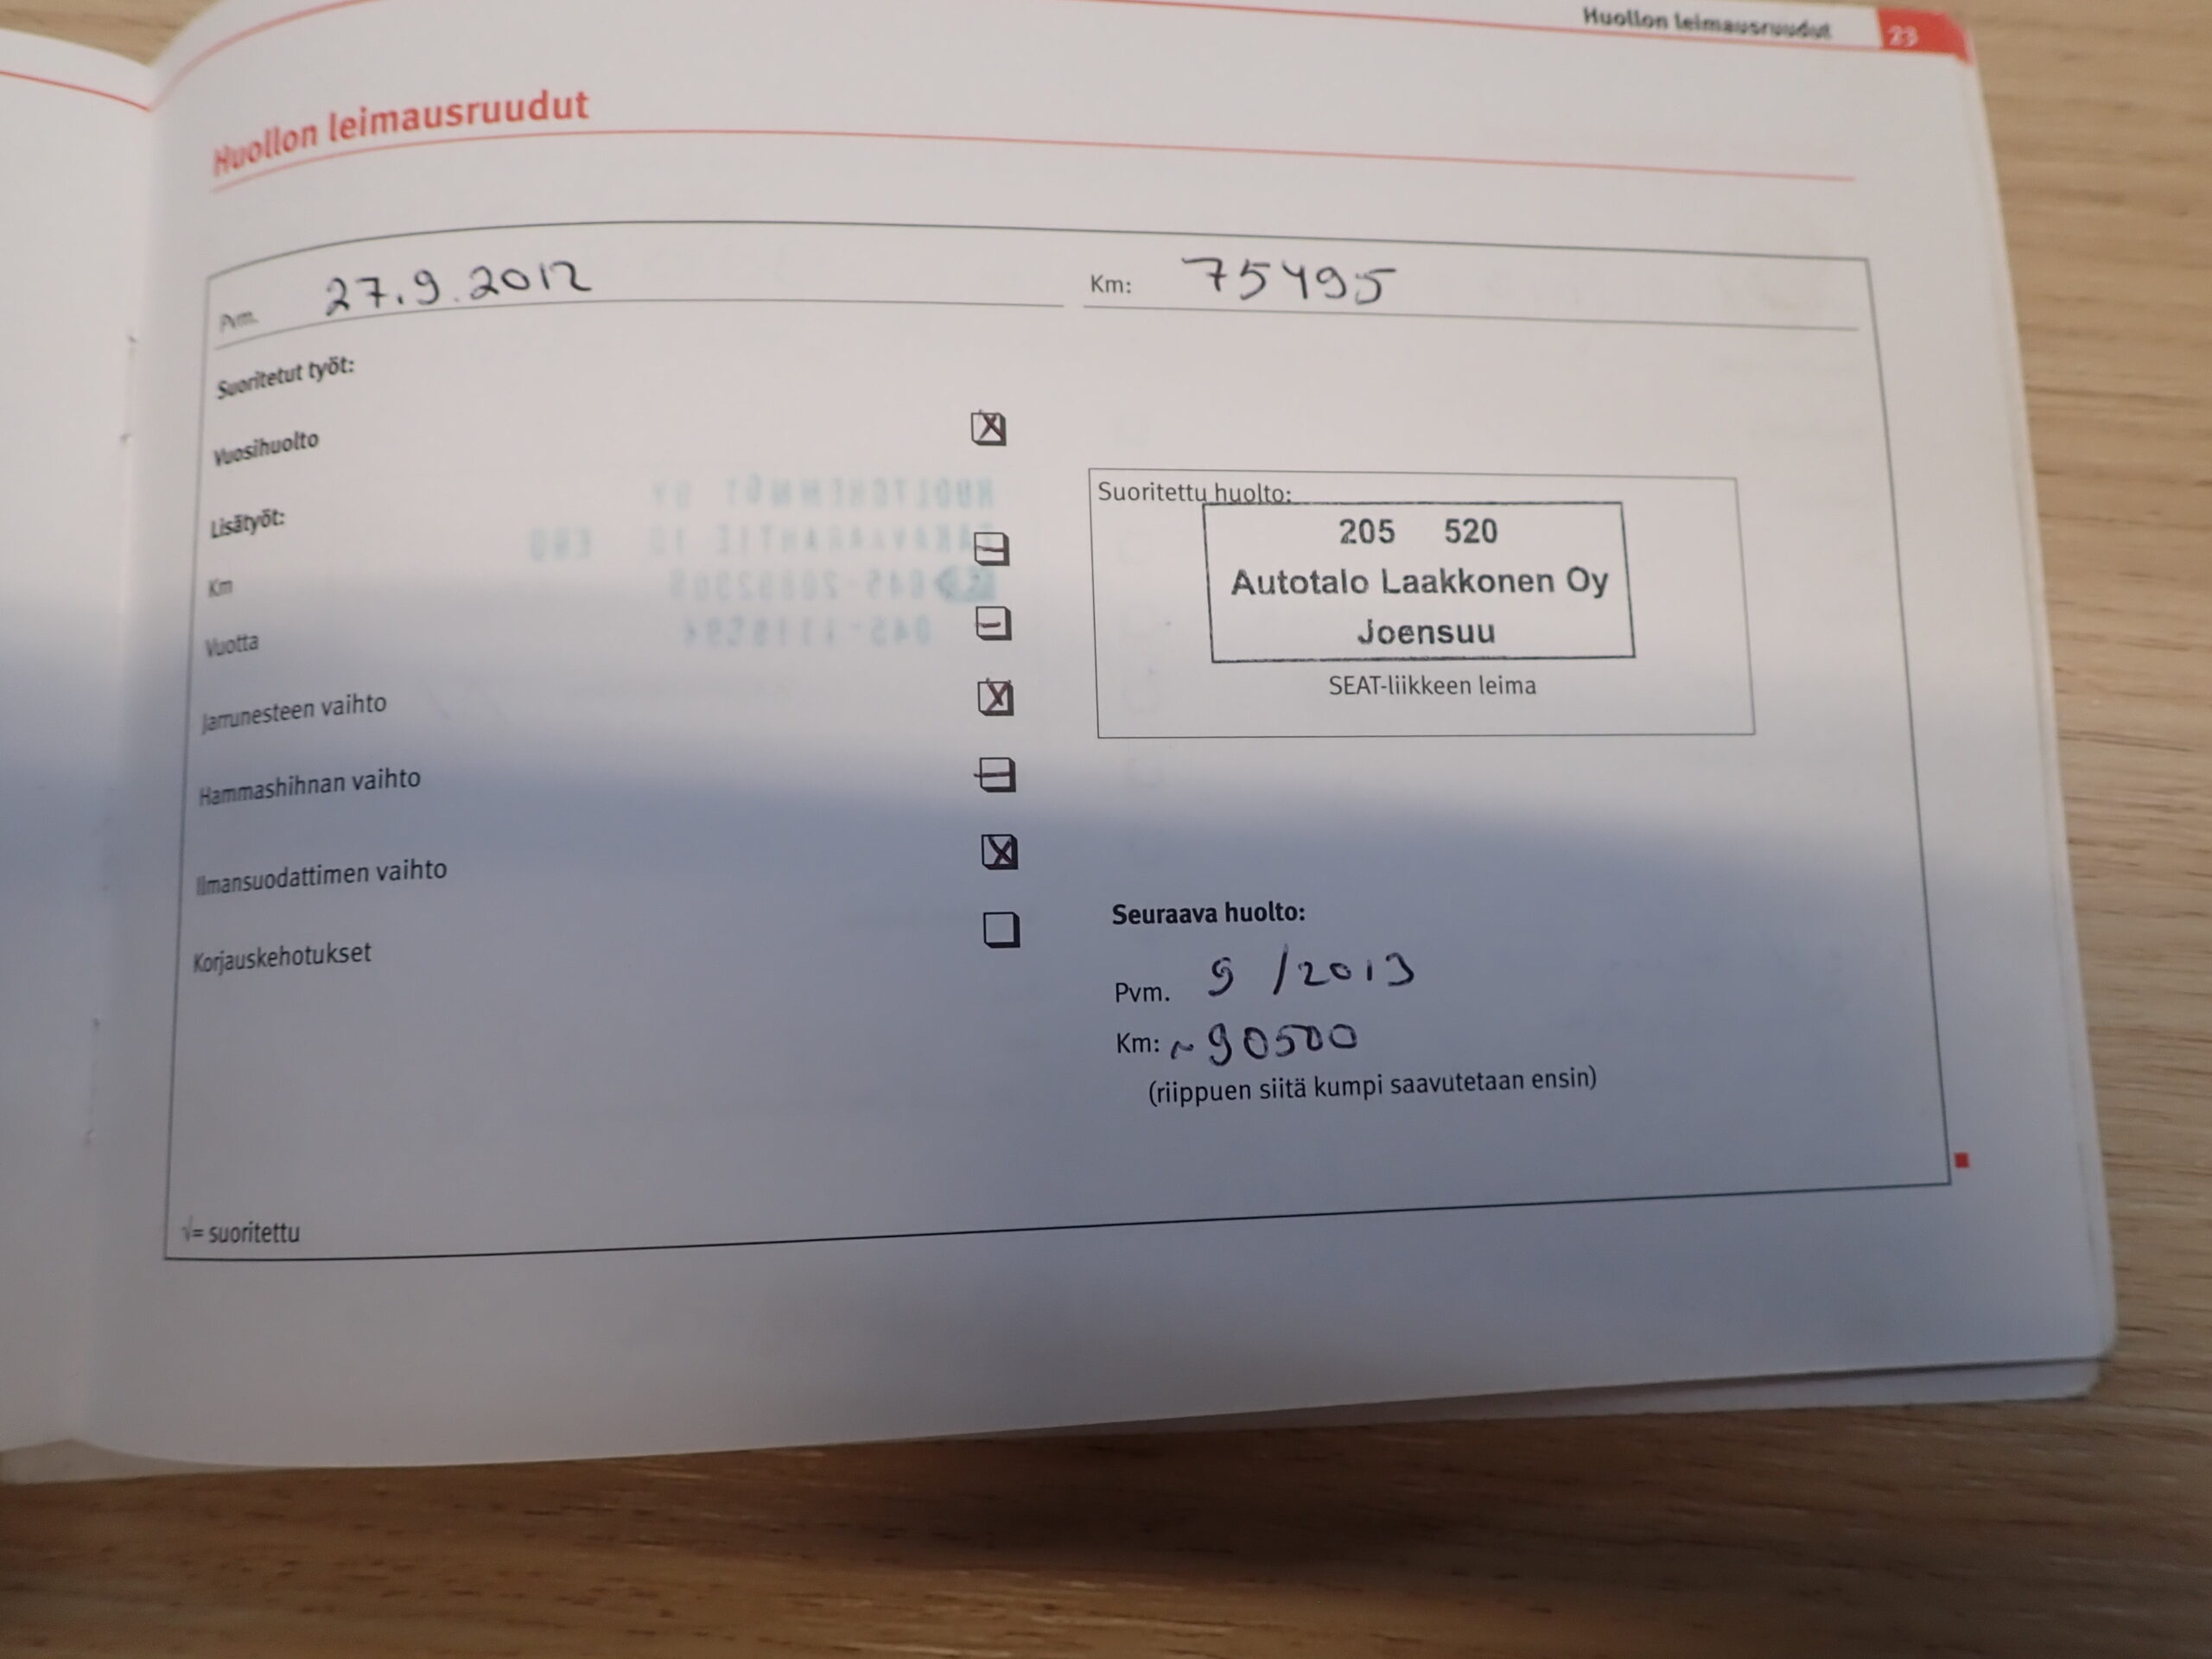 Huollon leimausruudut 23
Huollon leimausruudut
Pvm. 27.9.2012 Km: 75495
Suoritetut työt:
Vuosihuolto
Lisätyöt:
Km
Vuotta
Jarrunesteen vaihto
Hammashihnan vaihto
Ilmansuodattimen vaihto
Korjauskehotukset
Suoritettu huolto:
205 520
Autotalo Laakkonen Oy
Joensuu
SEAT-liikkeen leima
Seuraava huolto:
Pvm. 9 /2013
Km: ~90500
(riippuen siitä kumpi saavutetaan ensin)
√= suoritettu